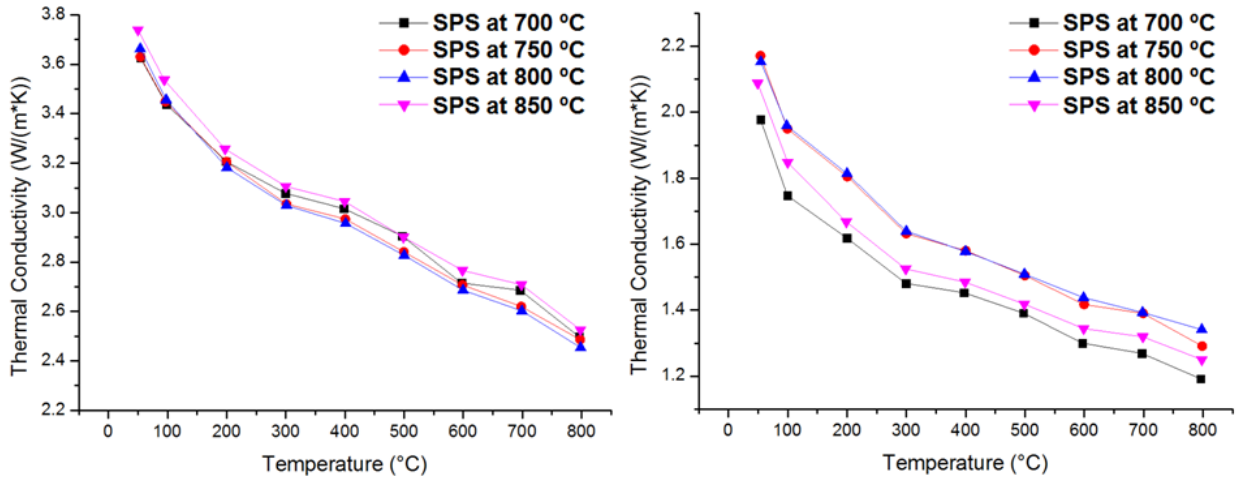 Thermal Conductivity (W/(m*K))
3.8
3.6
3.4
3.2
3.0
2.8
2.6
2.4
2.2
0 100 200 300 400 500 600 700 800
Temperature (°C)
SPS at 700 ºC
SPS at 750 ºC
SPS at 800 ºC
SPS at 850 ºC
Thermal Conductivity (W/(m*K))
2.2
2.0
1.8
1.6
1.4
1.2
0 100 200 300 400 500 600 700 800
Temperature (°C)
SPS at 700 ºC
SPS at 750 ºC
SPS at 800 ºC
SPS at 850 ºC